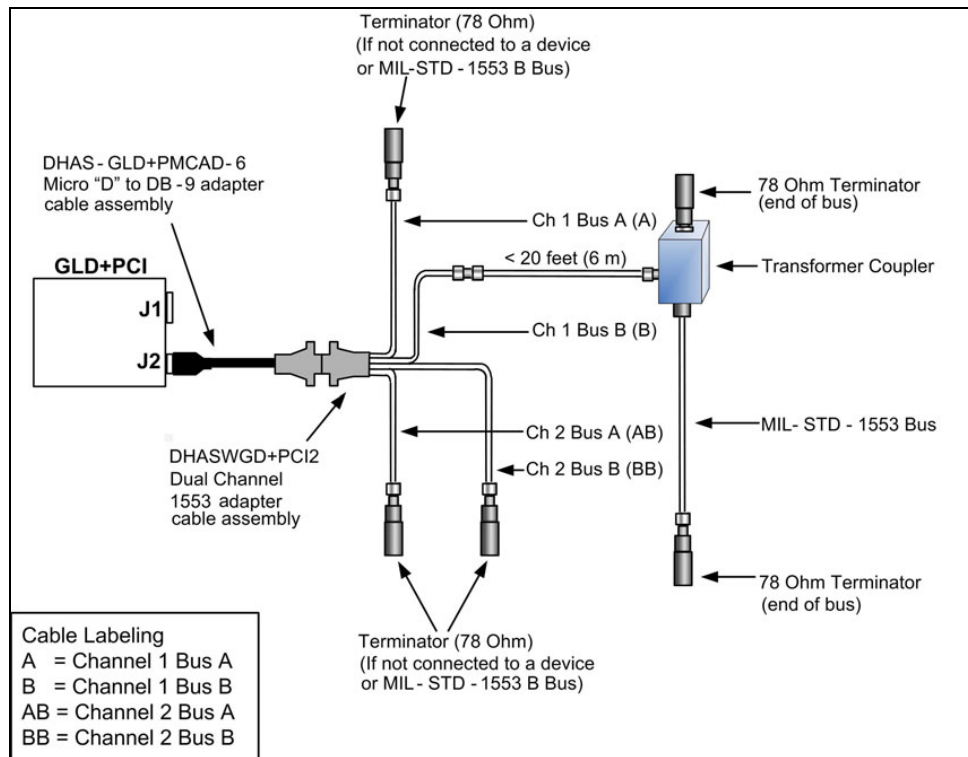 Terminator (78 Ohm)
(If not connected to a device
or MIL-STD - 1553 B Bus)
DHAS - GLD+PMCAD - 6
Micro "D" to DB -9 adapter
cable assembly
78 Ohm Terminator
(end of bus)
Ch 1 Bus A (A)
< 20 feet (6 m)
Transformer Coupler
GLD+PCI
J1
J2
Ch 1 Bus B (B)
MIL- STD - 1553 Bus
Ch 2 Bus A (AB)
Ch 2 Bus B (BB)
DHASWGD+PCI2
Dual Channel
1553 adapter
cable assembly
78 Ohm Terminator
(end of bus)
Terminator (78 Ohm)
(If not connected to a device
or MIL- STD - 1553 B Bus)
Cable Labeling
A = Channel 1 Bus A
B = Channel 1 Bus B
AB = Channel 2 Bus A
BB = Channel 2 Bus B